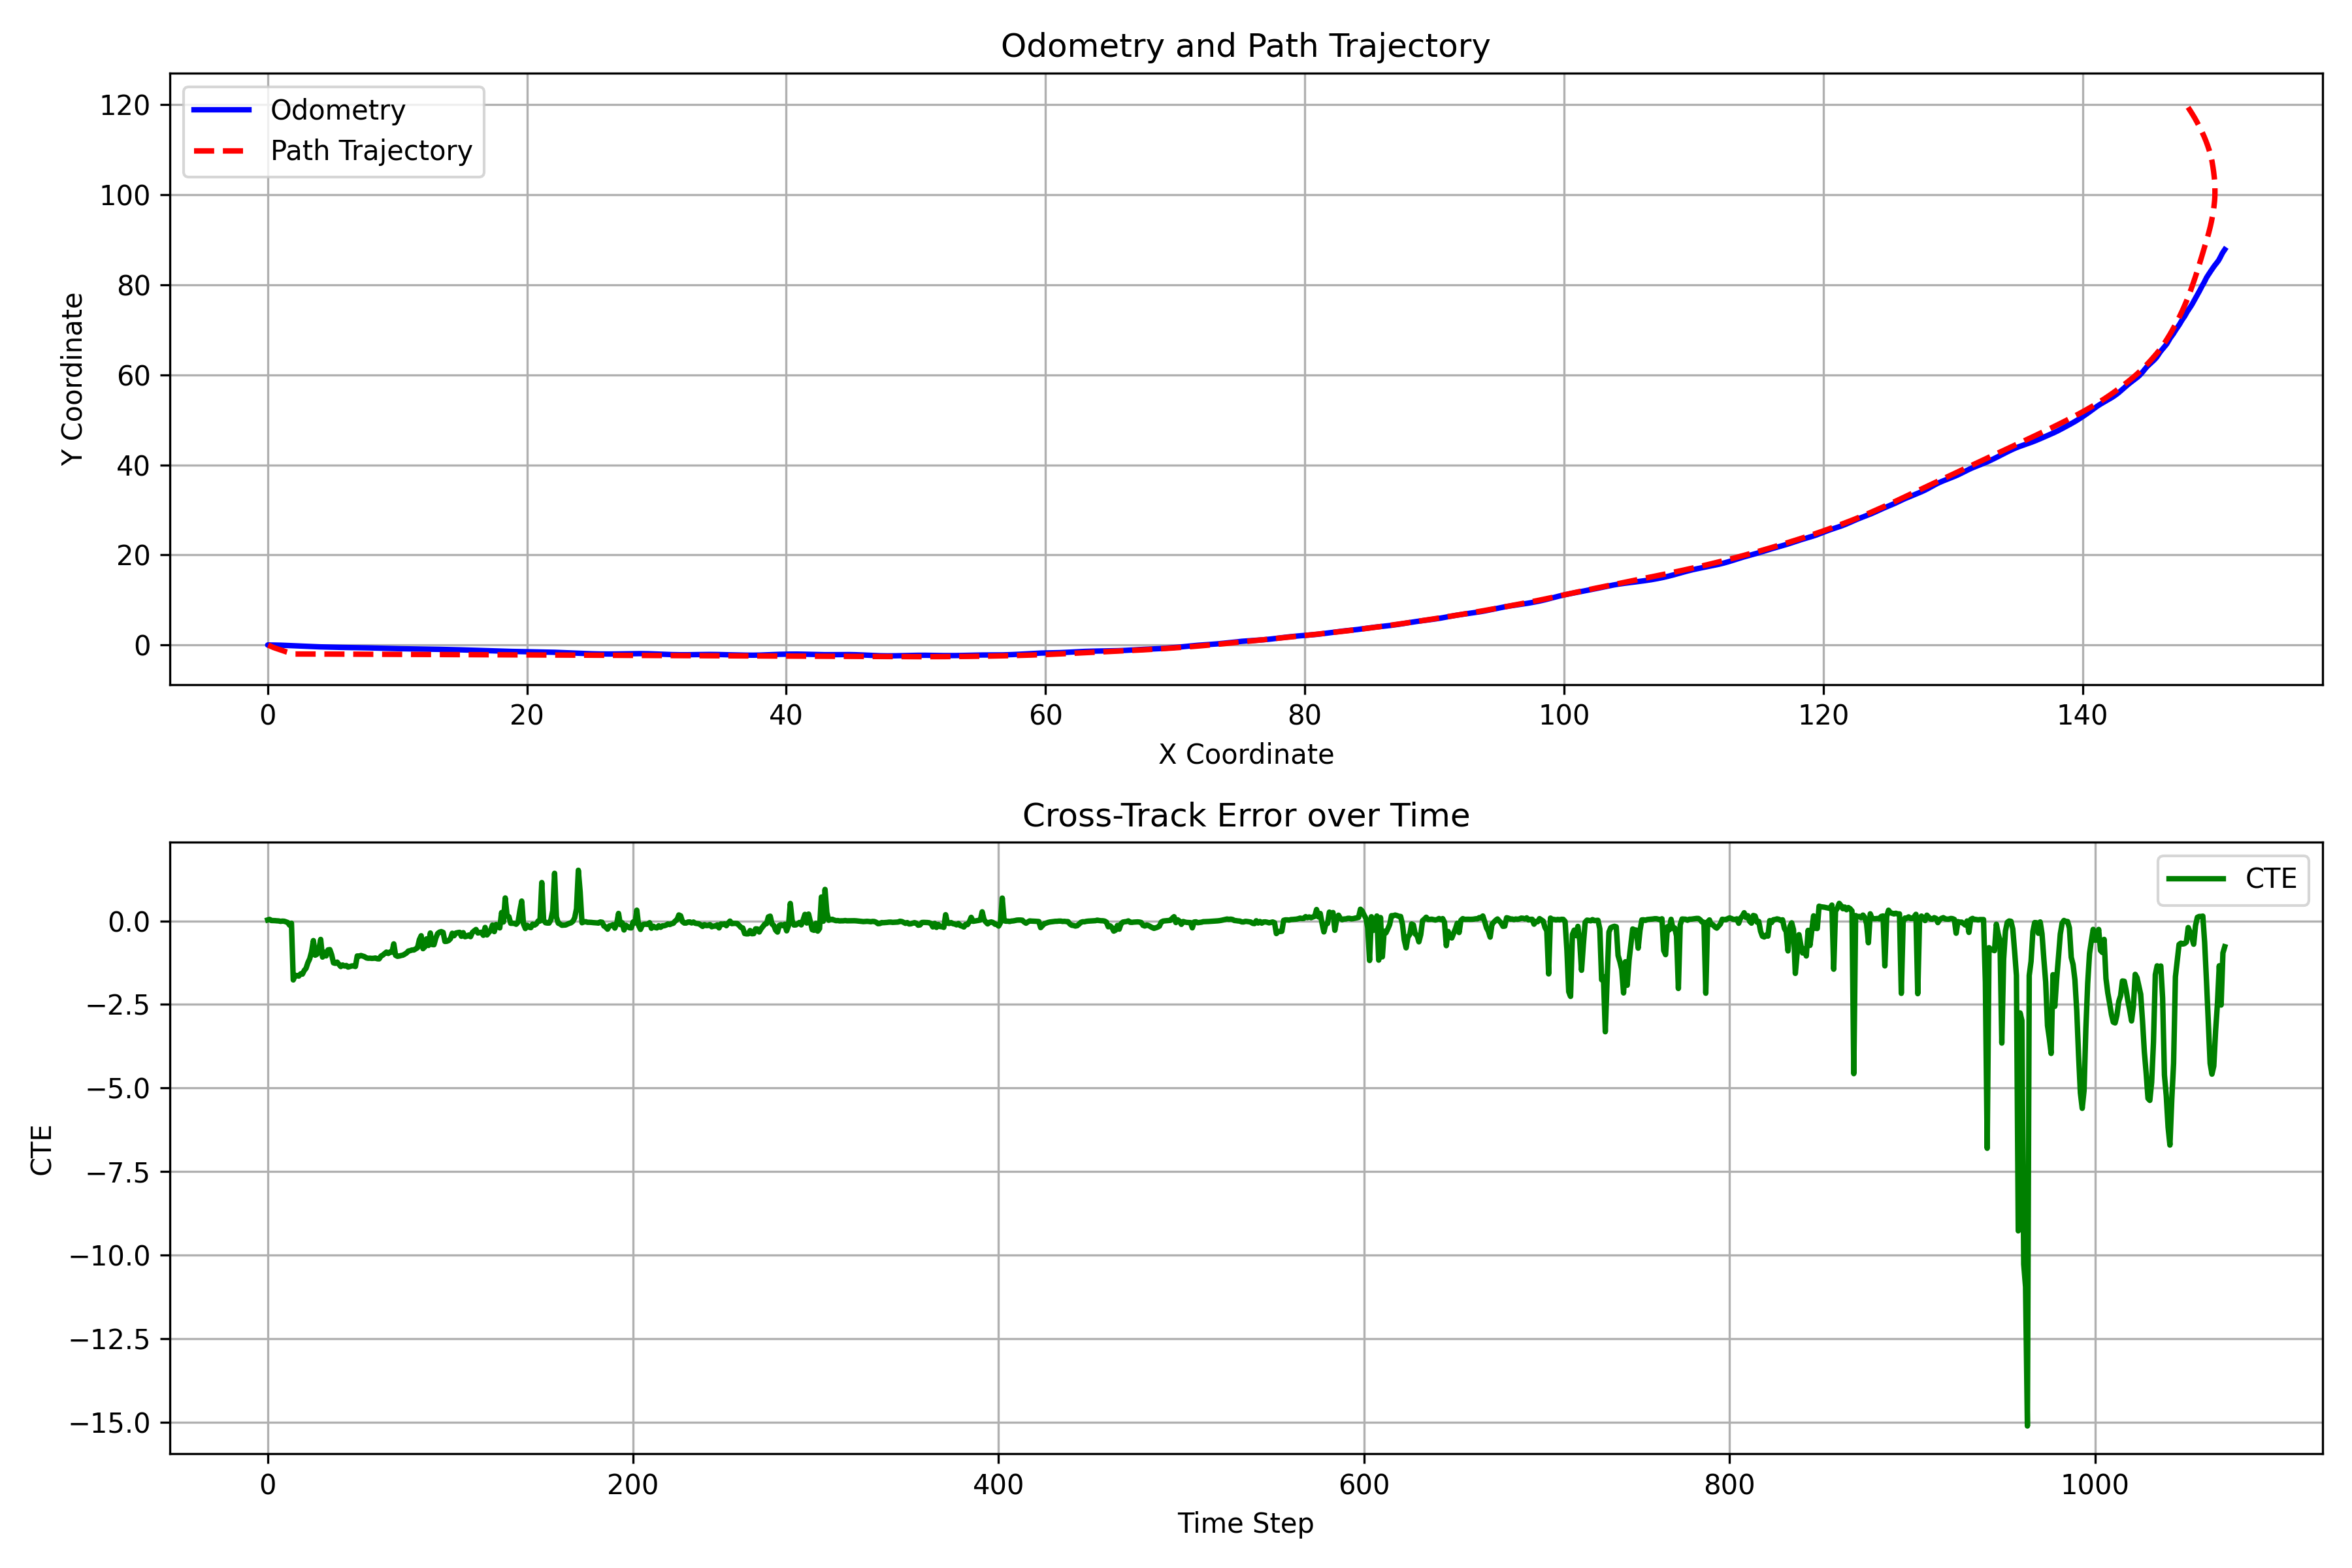 Odometry and Path Trajectory
Odometry
Path Trajectory
Y Coordinate
120
100
80
60
40
20
0
0 20 40 60 80 100 120 140
X Coordinate
Cross-Track Error over Time
CTE
CTE
0.0
−2.5
−5.0
−7.5
−10.0
−12.5
−15.0
0 200 400 600 800 1000
Time Step